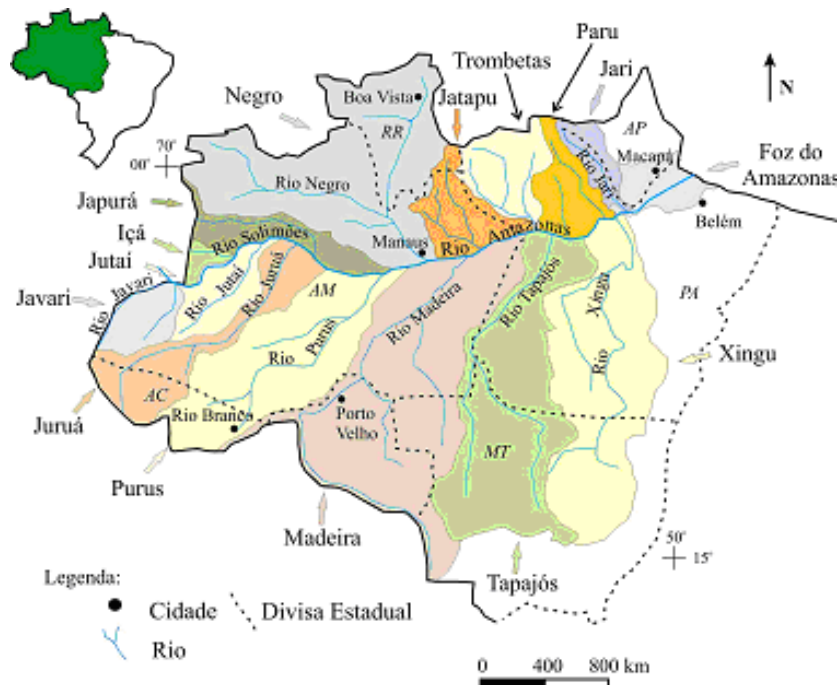 Paru
Trombetas
Jari
Negro
Boa Vista
Jatapu
N
RR
AP
70°
00°
Macapá
Foz do
Amazonas
Rio Jari
Rio Negro
Japurá
Belém
Içá
Rio Solimões
Manaus
Rio Amazonas
Jutaí
Rio Javari
Rio Jutaí
Rio Juruá
AM
Rio Madeira
Rio Tapajós
PA
Javari
Rio Purus
Rio Xingu
Xingu
AC
Juruá
Rio Branco
Porto
Velho
MT
Purus
Madeira
50°
15°
Tapajós
Legenda:
Cidade
Divisa Estadual
Rio
0 400 800 km